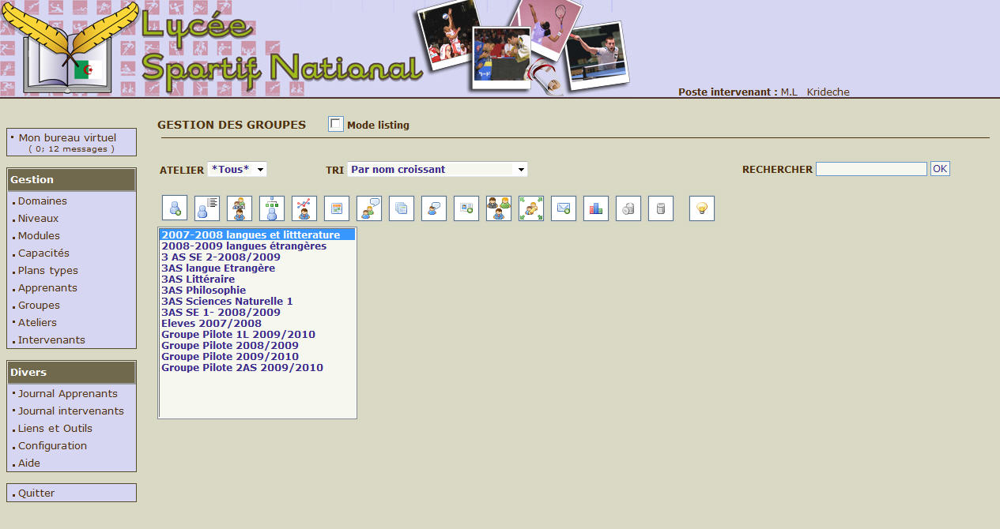 Lycée
Sportif National
Poste intervenant : M.L Krideche
Mon bureau virtuel
( 0; 12 messages )
Gestion
Domaines
Niveaux
Modules
Capacités
Plans types
Apprenants
Groupes
Ateliers
Intervenants
Divers
Journal Apprenants
Journal intervenants
Liens et Outils
Configuration
Aide
Quitter
GESTION DES GROUPES Mode listing
ATELIER *Tous* TRI Par nom croissant RECHERCHER OK
2007-2008 langues et littterature
2008-2009 langues étrangères
3 AS SE 2-2008/2009
3AS langue Etrangère
3AS Littéraire
3AS Philosophie
3AS Sciences Naturelle 1
3AS SE 1- 2008/2009
Eleves 2007/2008
Groupe Pilote 1L 2009/2010
Groupe Pilote 2008/2009
Groupe Pilote 2009/2010
Groupe Pilote 2AS 2009/2010